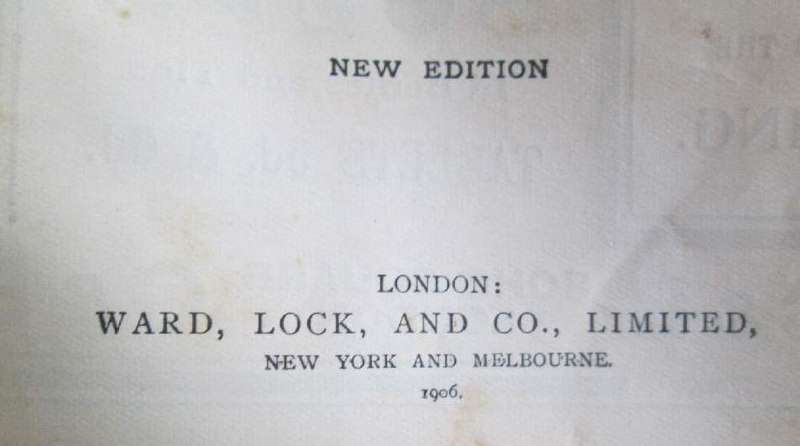 NEW EDITION
LONDON:
WARD, LOCK, AND CO., LIMITED,
NEW YORK AND MELBOURNE.
1906.